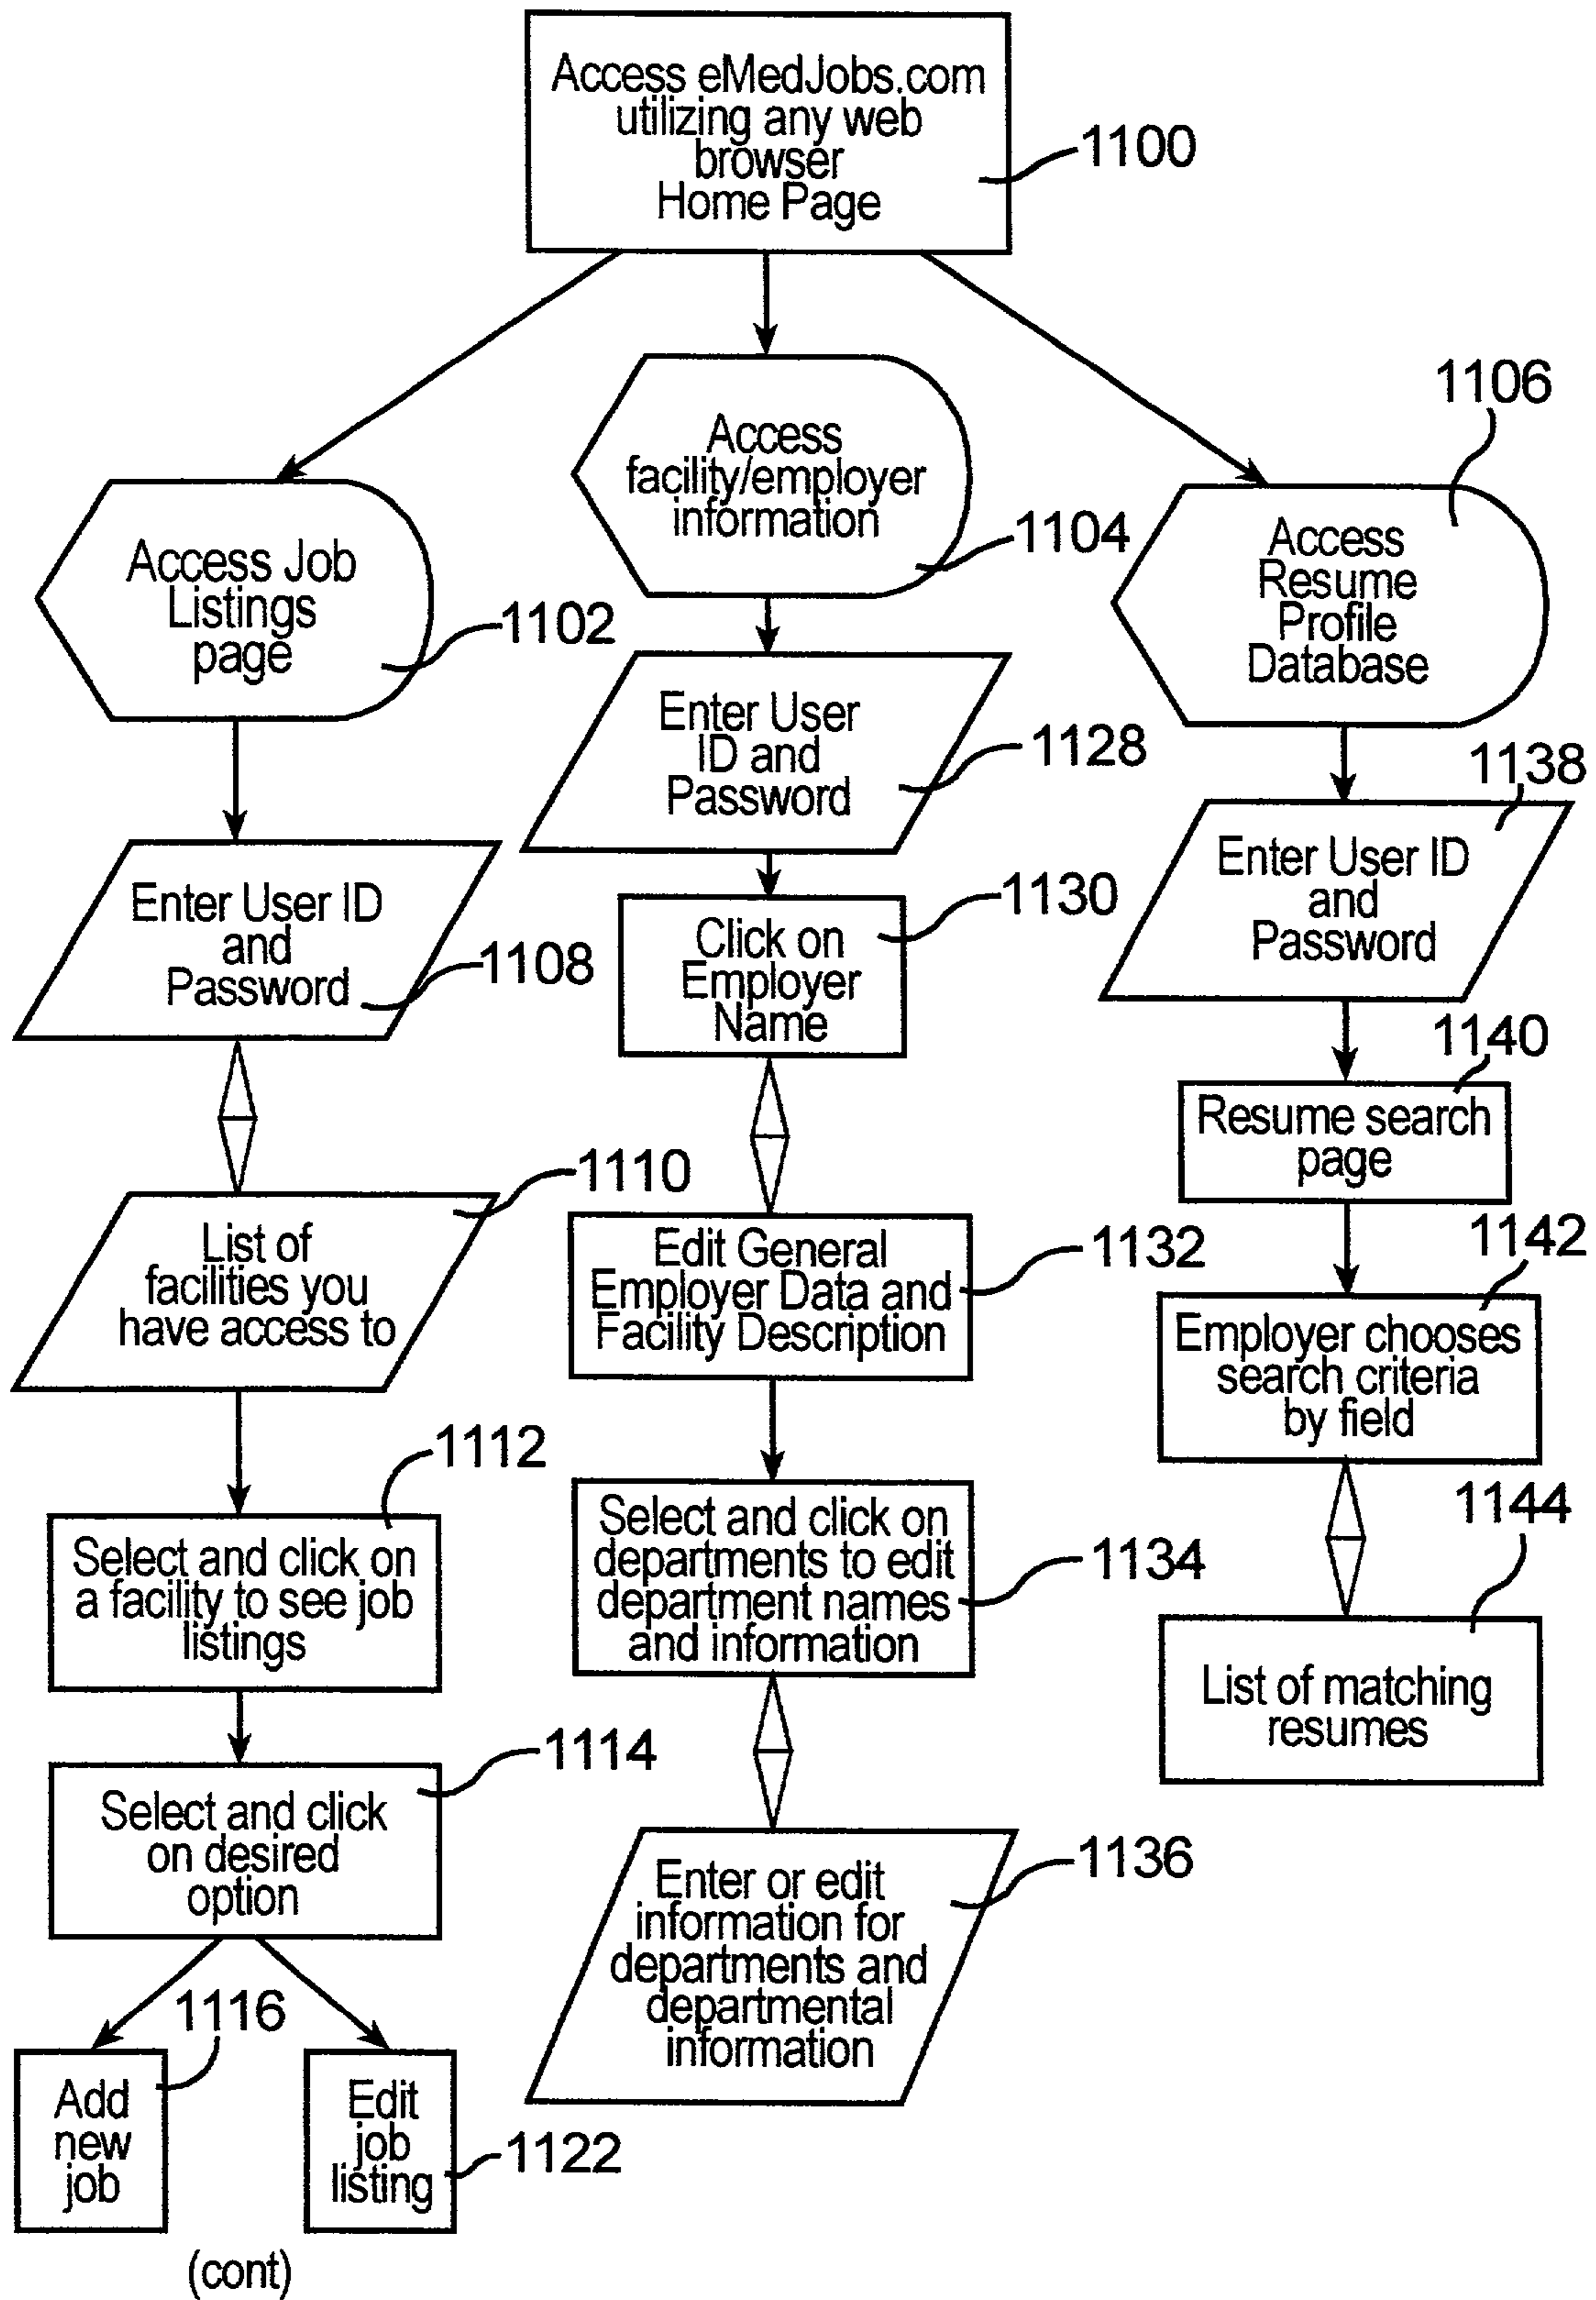 Access eMedJobs.com
utilizing any web
browser
Home Page
1100
Access
facility/employer
information
1104
1106
Access Job
Listings
page
1102
Access
Resume
Profile
Database
Enter User
ID and
Password
1128
1138
Enter User ID
and
Password
1108
Click on
Employer
Name
1130
Enter User ID
and
Password
1140
Resume search
page
1110
List of
facilities you
have access to
Edit General
Employer Data and
Facility Description
1132
1142
Employer chooses
search criteria
by field
1112
Select and click on
a facility to see job
listings
Select and click on
departments to edit
department names
and information
1134
1144
List of matching
resumes
1114
Select and click
on desired
option
Enter or edit
information for
departments and
departmental
information
1136
1116
Add
new
job
Edit
job
listing
1122
(cont)